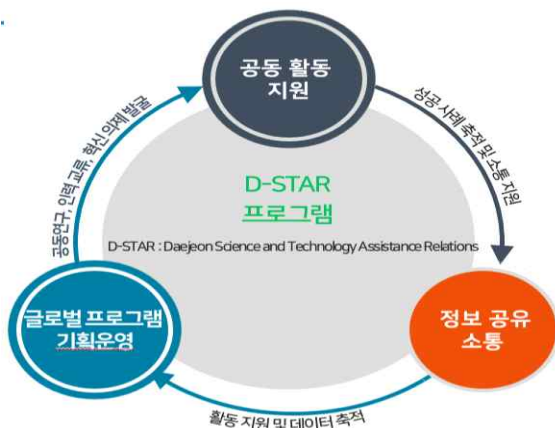 공동 활동
지원
공동연구, 인력 교류, 혁신 의제 발굴
성공 사례 축적 및 소통 지원
D-STAR
프로그램
D-STAR : Daejeon Science and Technology Assistance Relations
글로벌 프로그램
기획운영
정보 공유
소통
활동 지원 및 데이터 축적